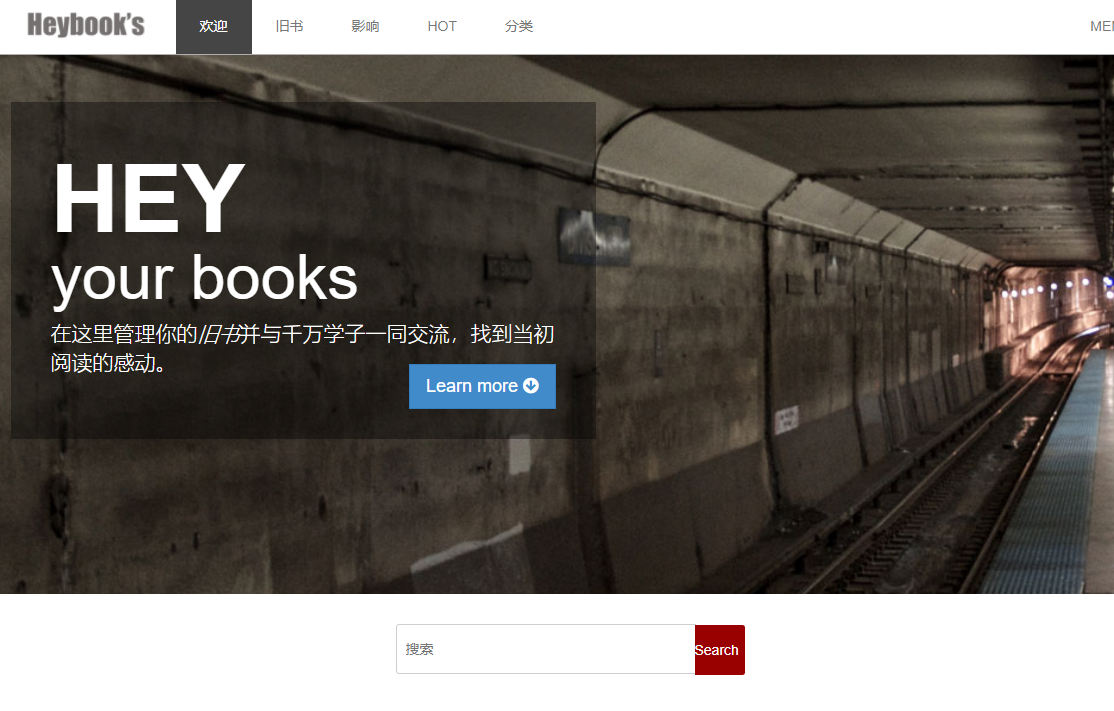 Heybook's 欢迎 旧书 影响 HOT 分类
HEY
your books
在这里管理你的旧书并与千万学子一同交流，找到当初
阅读的感动。
Learn more
搜索 Search